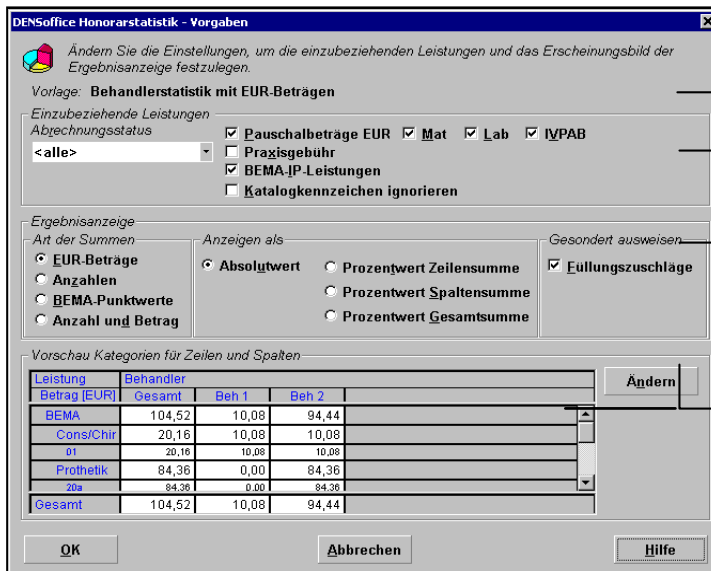 DENSoffice Honorarstatistik - Vorgaben
Ändern Sie die Einstellungen, um die einzubeziehenden Leistungen und das Erscheinungsbild der
Ergebnisanzeige festzulegen.
Vorlage: Behandlerstatistik mit EUR-Beträgen
Einzubeziehende Leistungen
Abrechnungsstatus
<alle>
Pauschalbeträge EUR Mat Lab IVPAB
Praxisgebühr
BEMA-IP-Leistungen
Katalogkennzeichen ignorieren
Ergebnisanzeige
Art der Summen
EUR-Beträge
Anzahlen
BEMA-Punktwerte
Anzahl und Betrag
Anzeigen als
Absolutwert
Prozentwert Zeilensumme
Prozentwert Spaltensumme
Prozentwert Gesamtsumme
Gesondert ausweisen
Füllungszuschläge
Vorschau Kategorien für Zeilen und Spalten
Leistung Behandler
Betrag [EUR] Gesamt Beh 1 Beh 2
BEMA 104,52 10,08 94,44
Cons/Chir 20,16 10,08 10,08
01 20,16 10,08 10,08
Prothetik 84,36 0,00 84,36
20a 84,36 0,00 84,36
Gesamt 104,52 10,08 94,44
Ändern
OK Abbrechen Hilfe